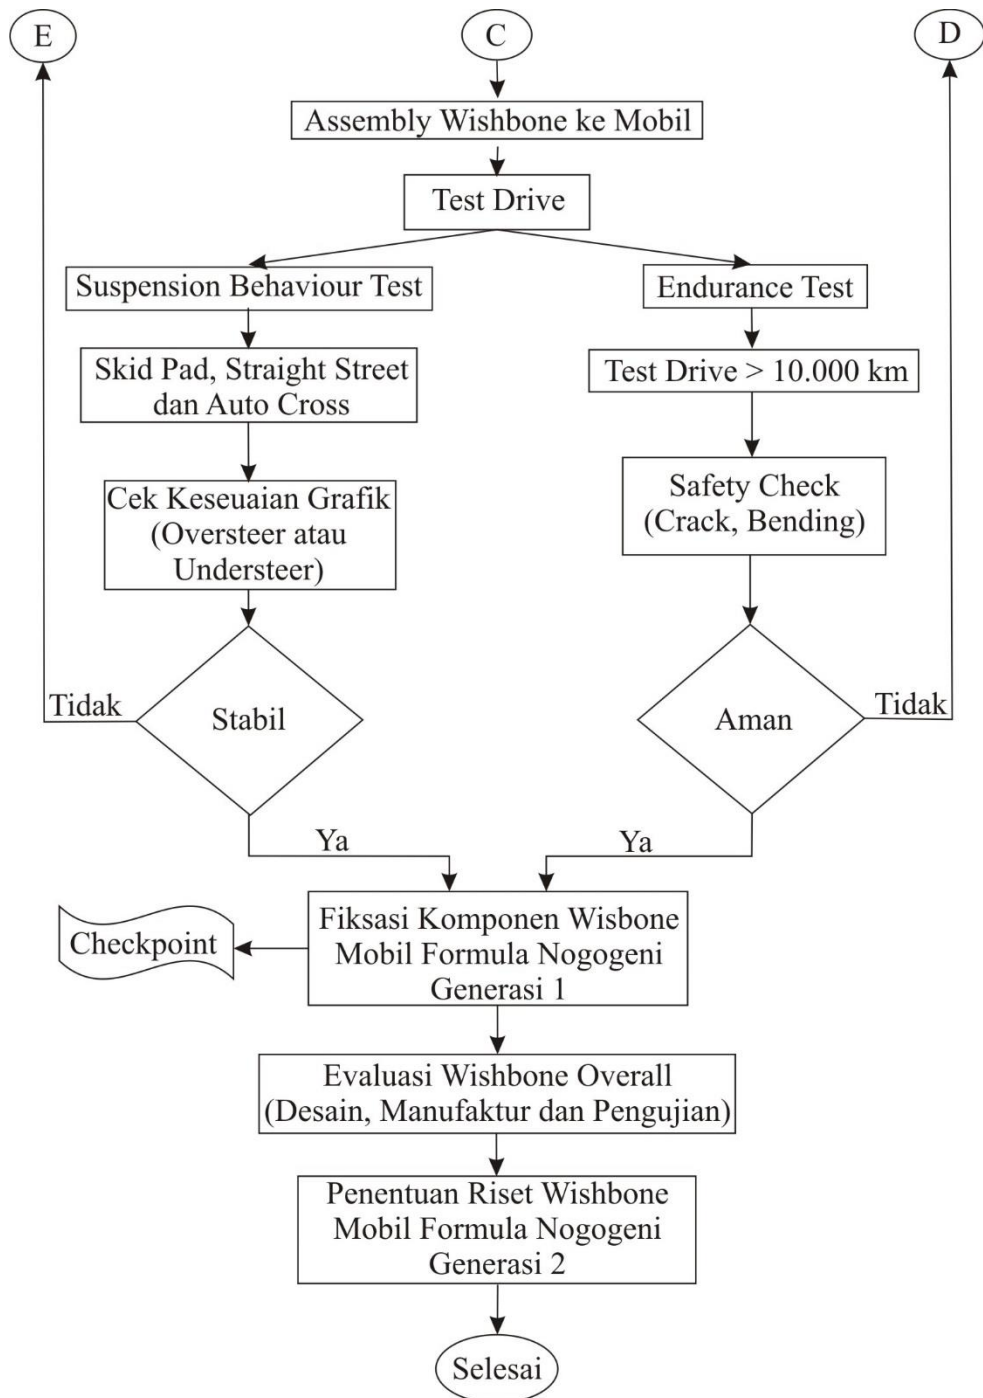 E
C
D
Assembly Wishbone ke Mobil
Test Drive
Suspension Behaviour Test
Endurance Test
Skid Pad, Straight Street
dan Auto Cross
Test Drive > 10.000 km
Cek Keseuaian Grafik
(Oversteer atau
Understeer)
Safety Check
(Crack, Bending)
Tidak
Stabil
Aman
Tidak
Ya
Ya
Checkpoint
Fiksasi Komponen Wisbone
Mobil Formula Nogogeni
Generasi 1
Evaluasi Wishbone Overall
(Desain, Manufaktur dan Pengujian)
Penentuan Riset Wishbone
Mobil Formula Nogogeni
Generasi 2
Selesai